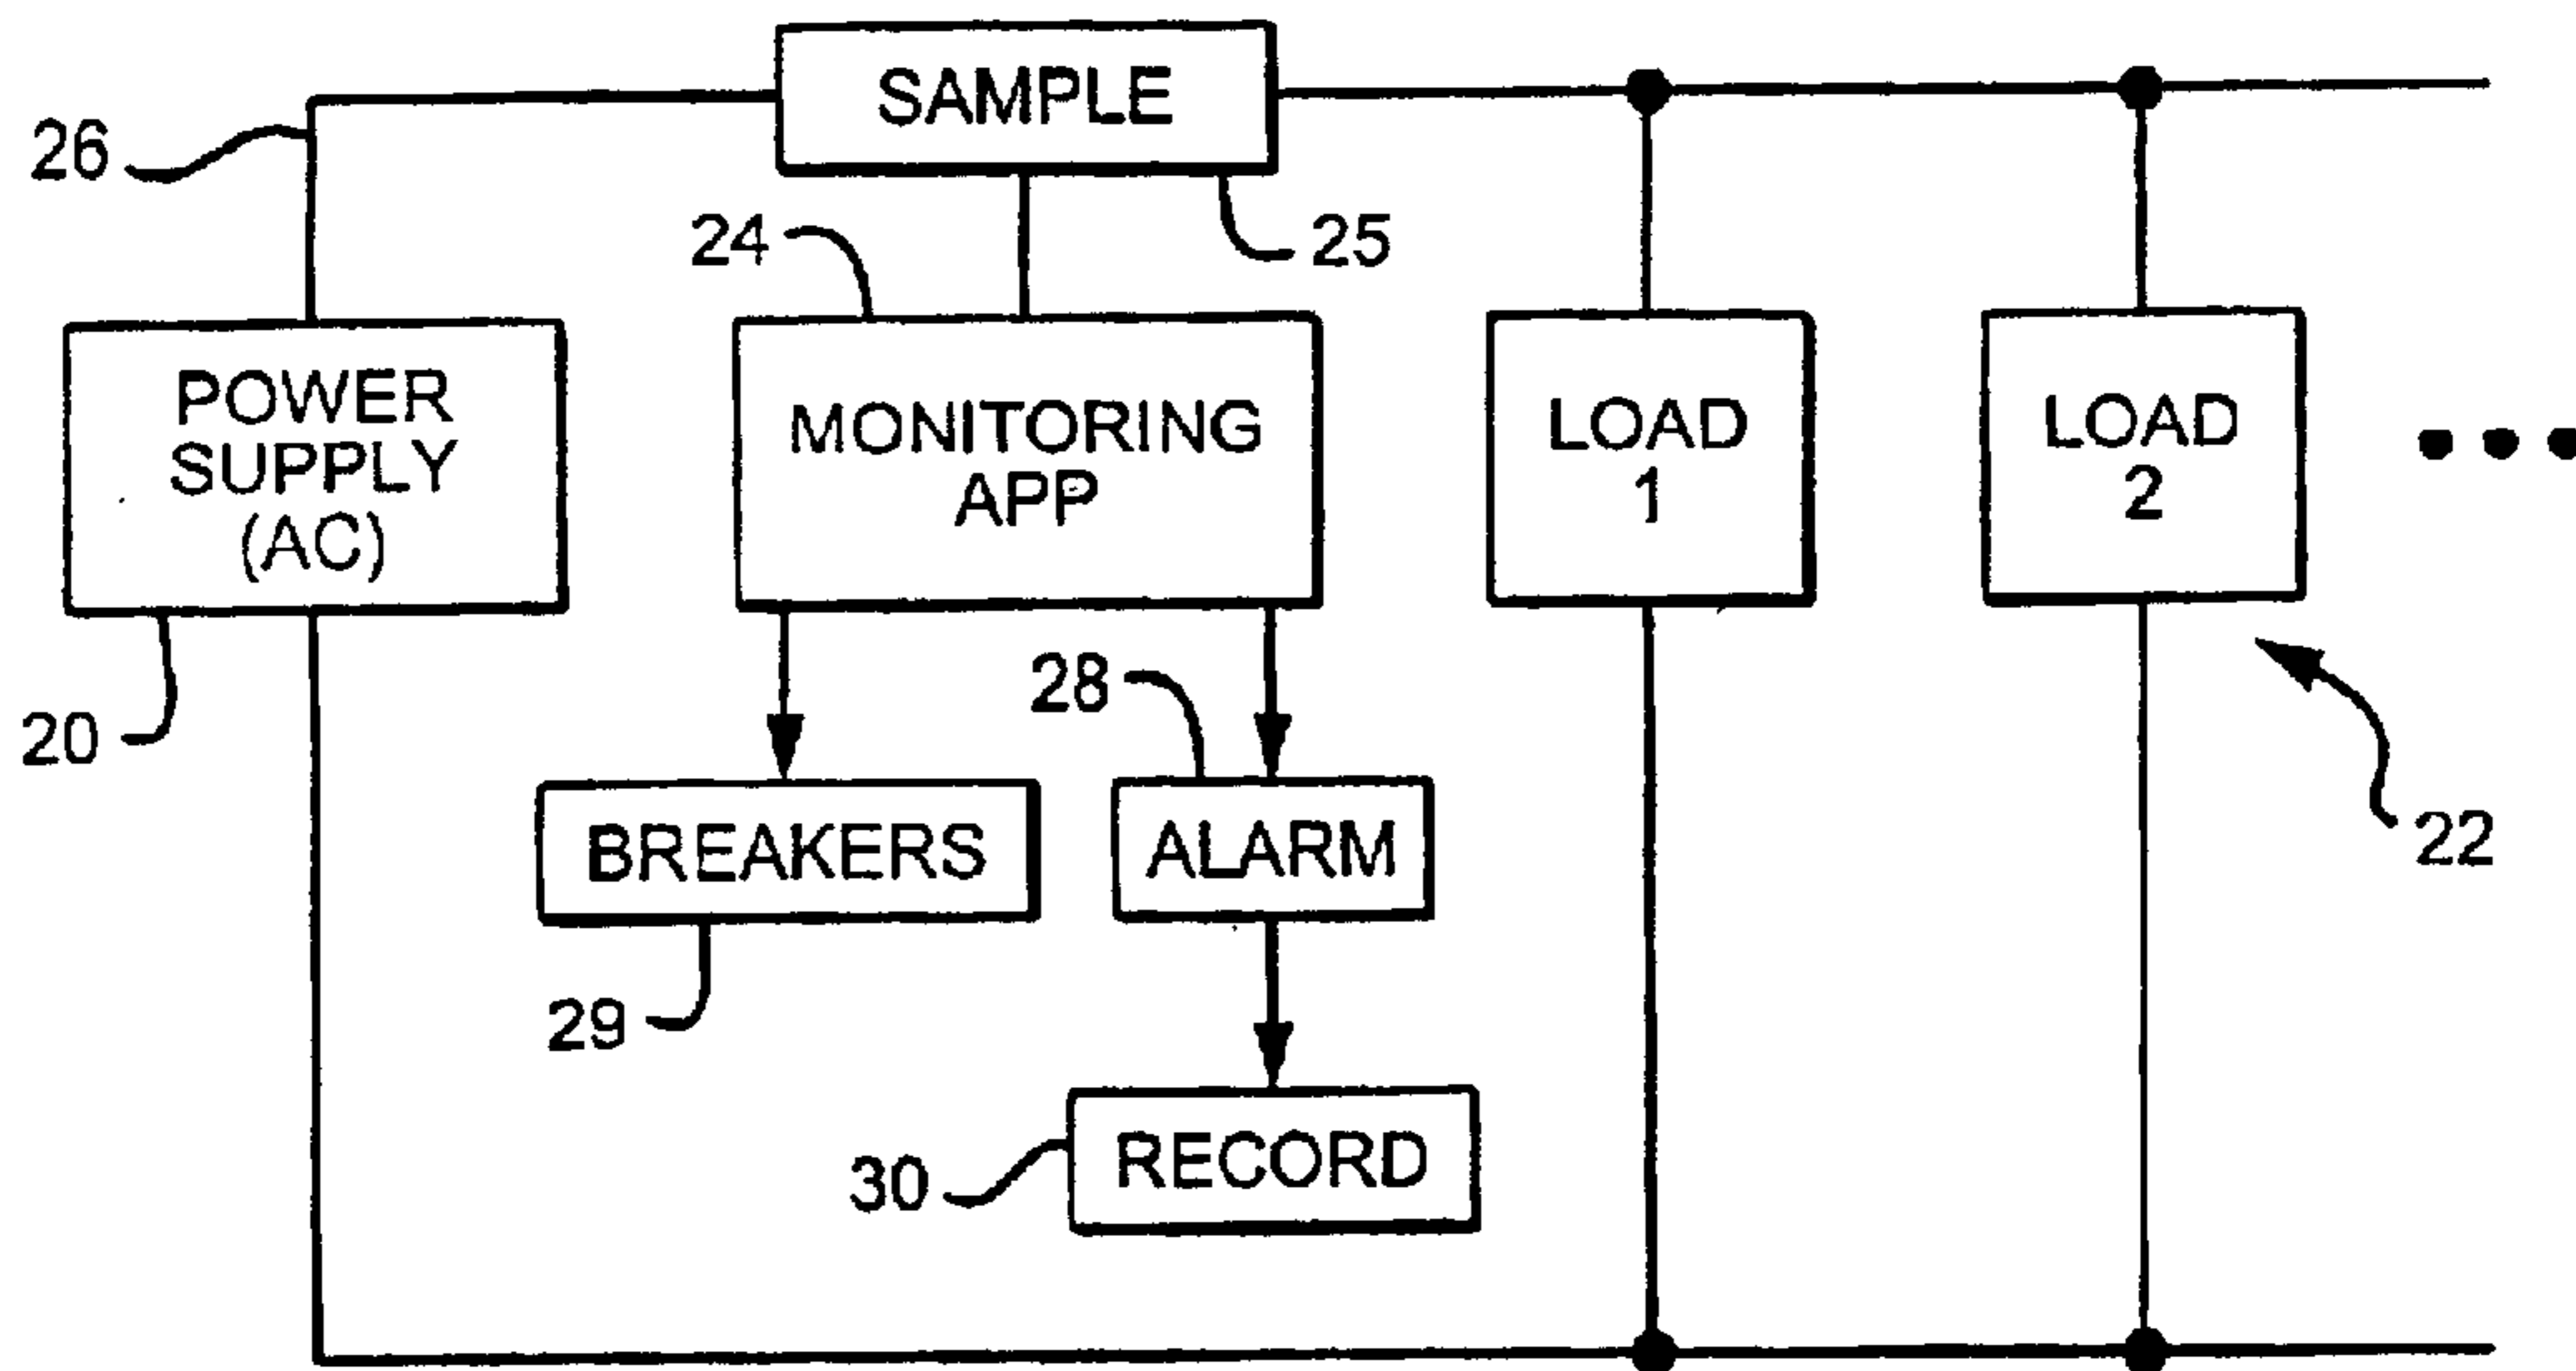 SAMPLE
26
24
25
POWER
SUPPLY
(AC)
MONITORING
APP
LOAD
1
LOAD
2
20
28
22
BREAKERS
ALARM
29
30
RECORD